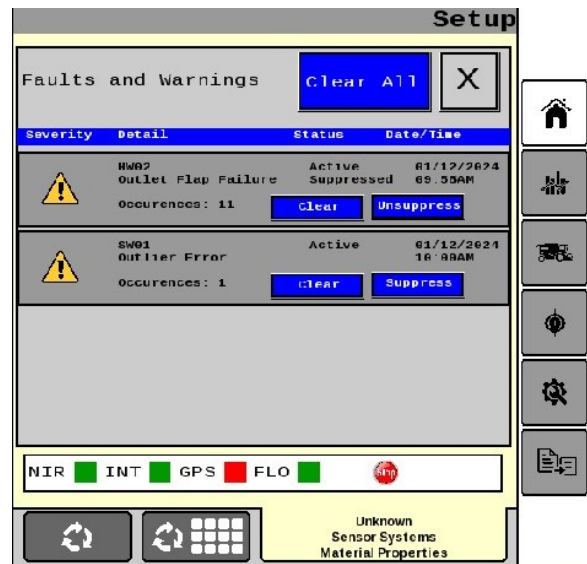 Setup
Faults and Warnings
Clear All
X
Severity Detail Status Date/Time
HW02 Active 01/12/2024
Outlet Flap Failure Suppressed 09:55AM
Occurences: 11 Clear Unsuppress
SW01 Active 01/12/2024
Outlier Error 10:00AM
Occurences: 1 Clear Suppress
NIR INT GPS FLO Stop
Unknown
Sensor Systems
Material Properties